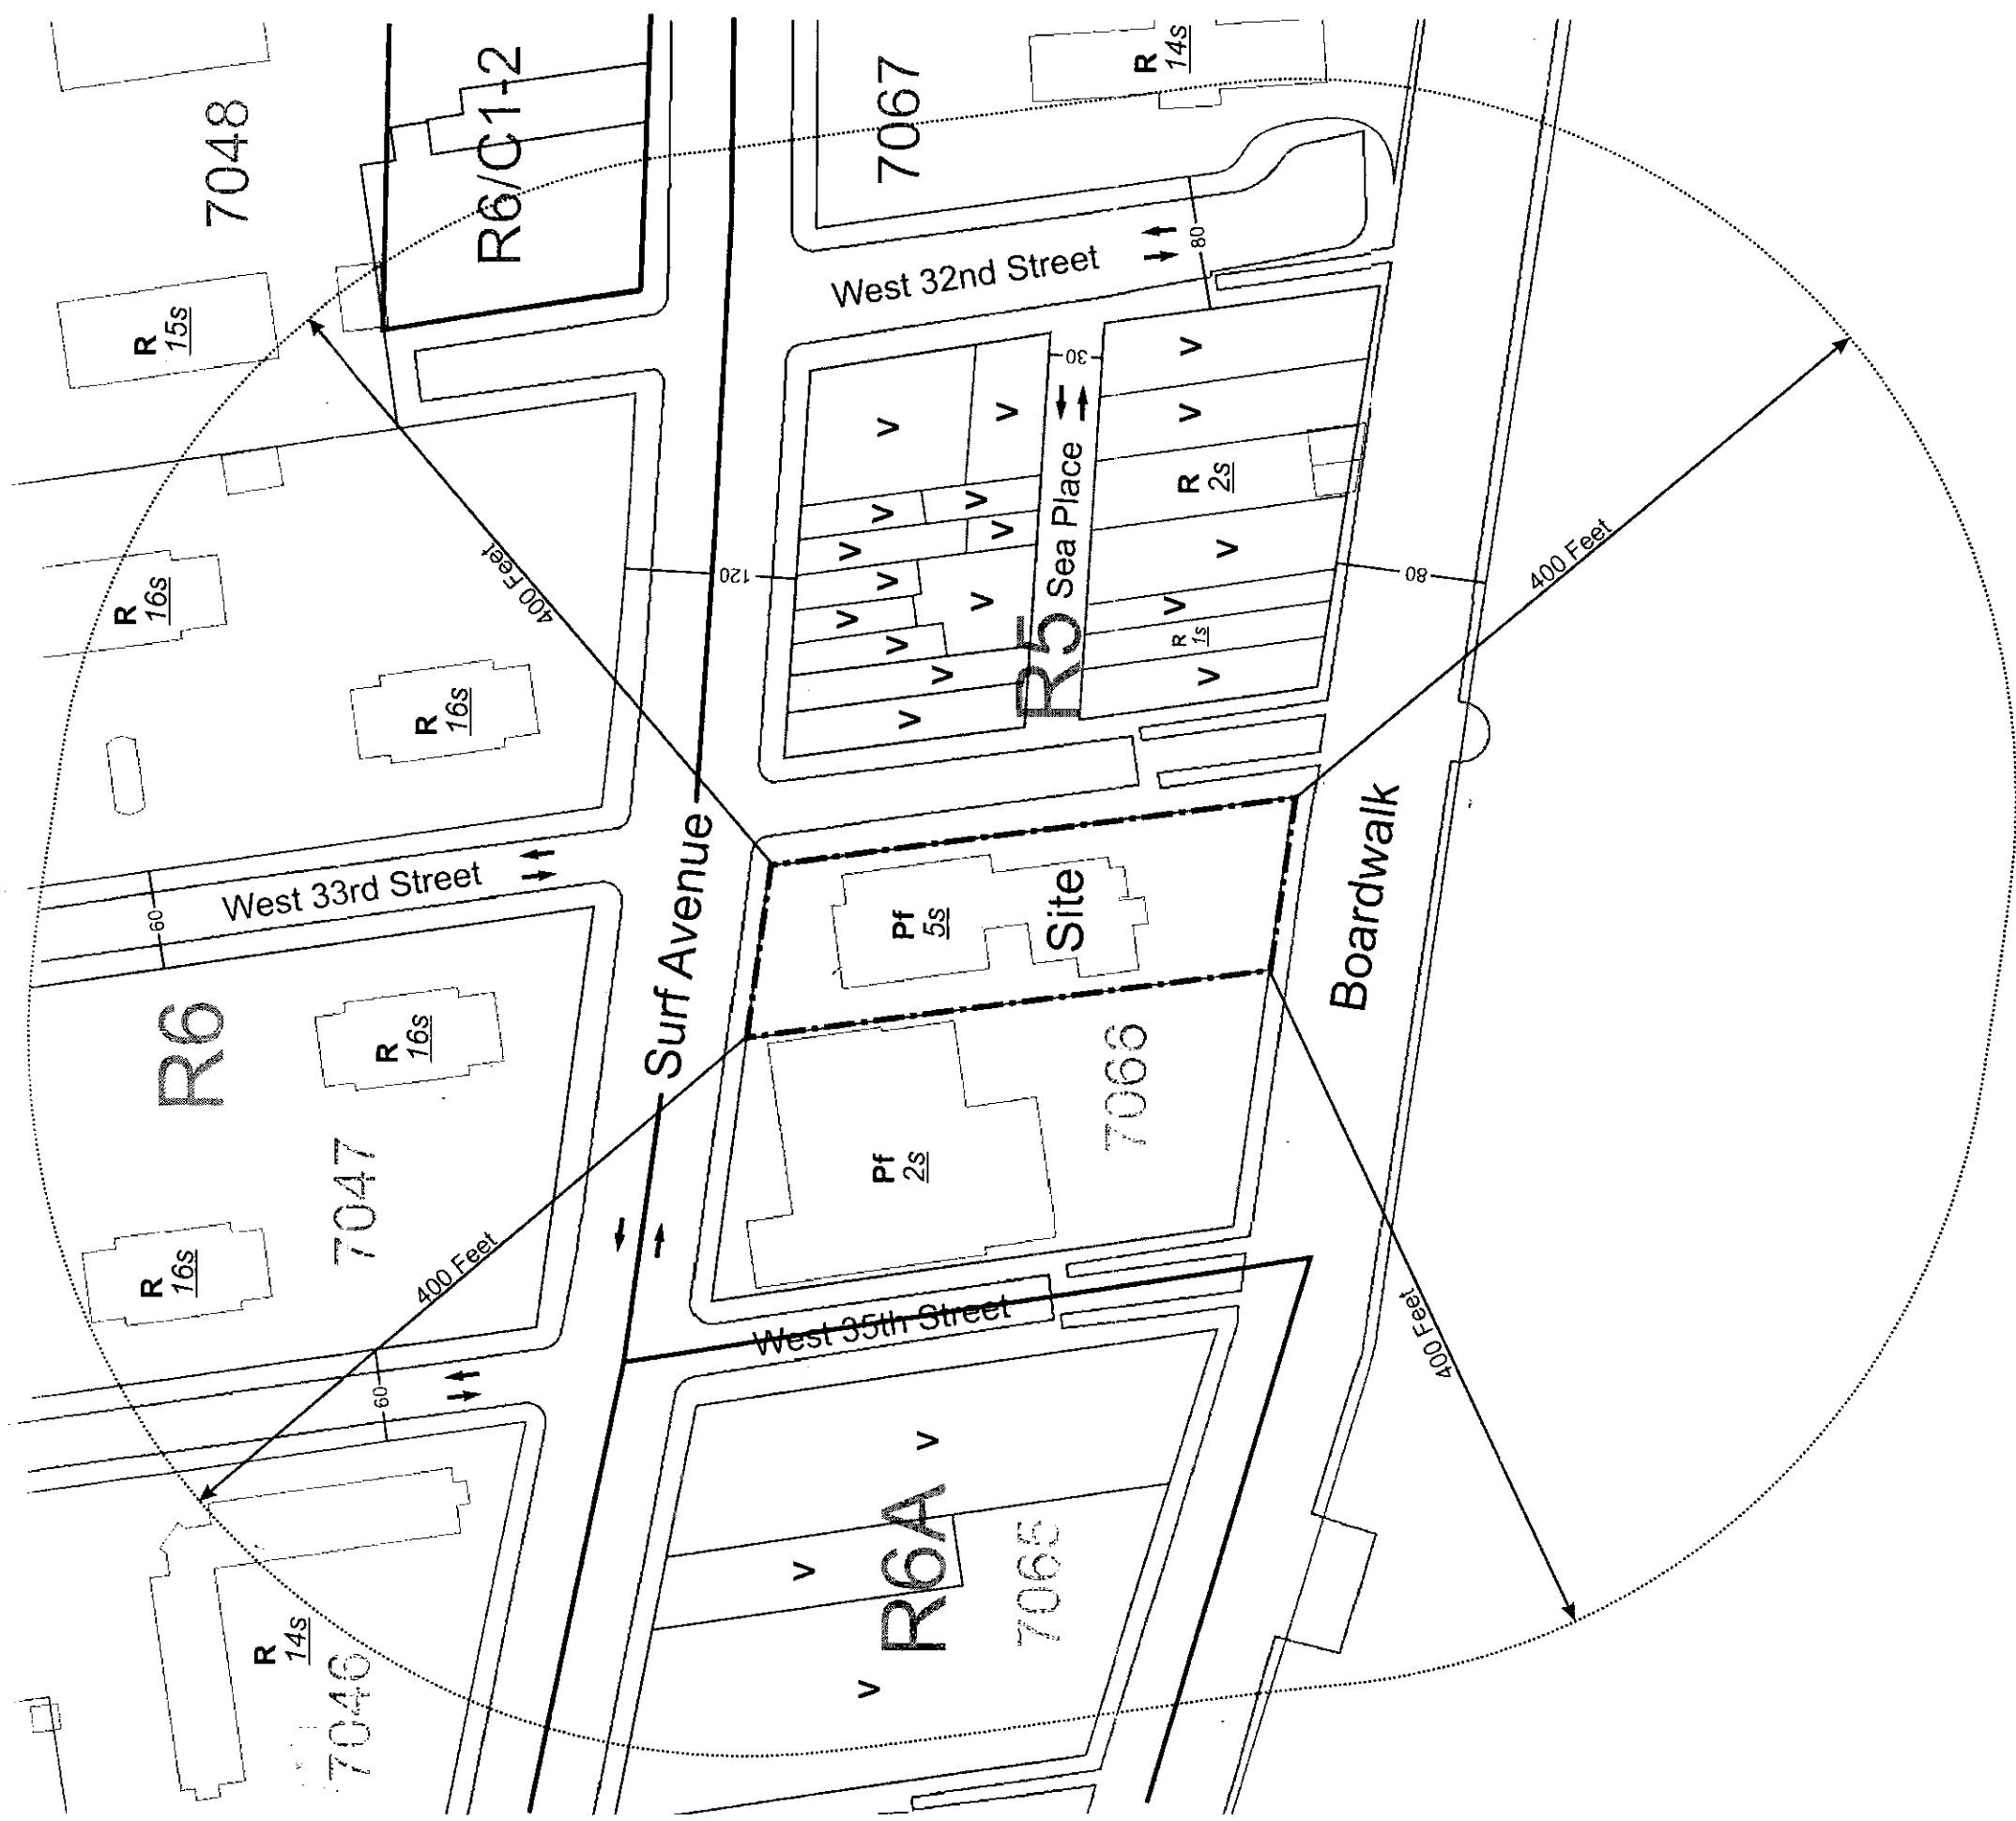 7048
R6/C1-2
7067
R
14s
R
15s
West 32nd Street
80
30
V
V
V
V
R
16s
R
16s
400 Feet
120
V
V
V
V
V
V
V
V
V
V
R5
Sea Place
R
2s
V
V
R
1s
V
80
400 Feet
West 33rd Street
60
Surf Avenue
Pf
5s
Site
Boardwalk
R6
R
16s
7047
R
16s
400 Feet
Pf
2s
7066
West 35th Street
60
400 Feet
V
V
V
R6A
7065
R
14s
7046